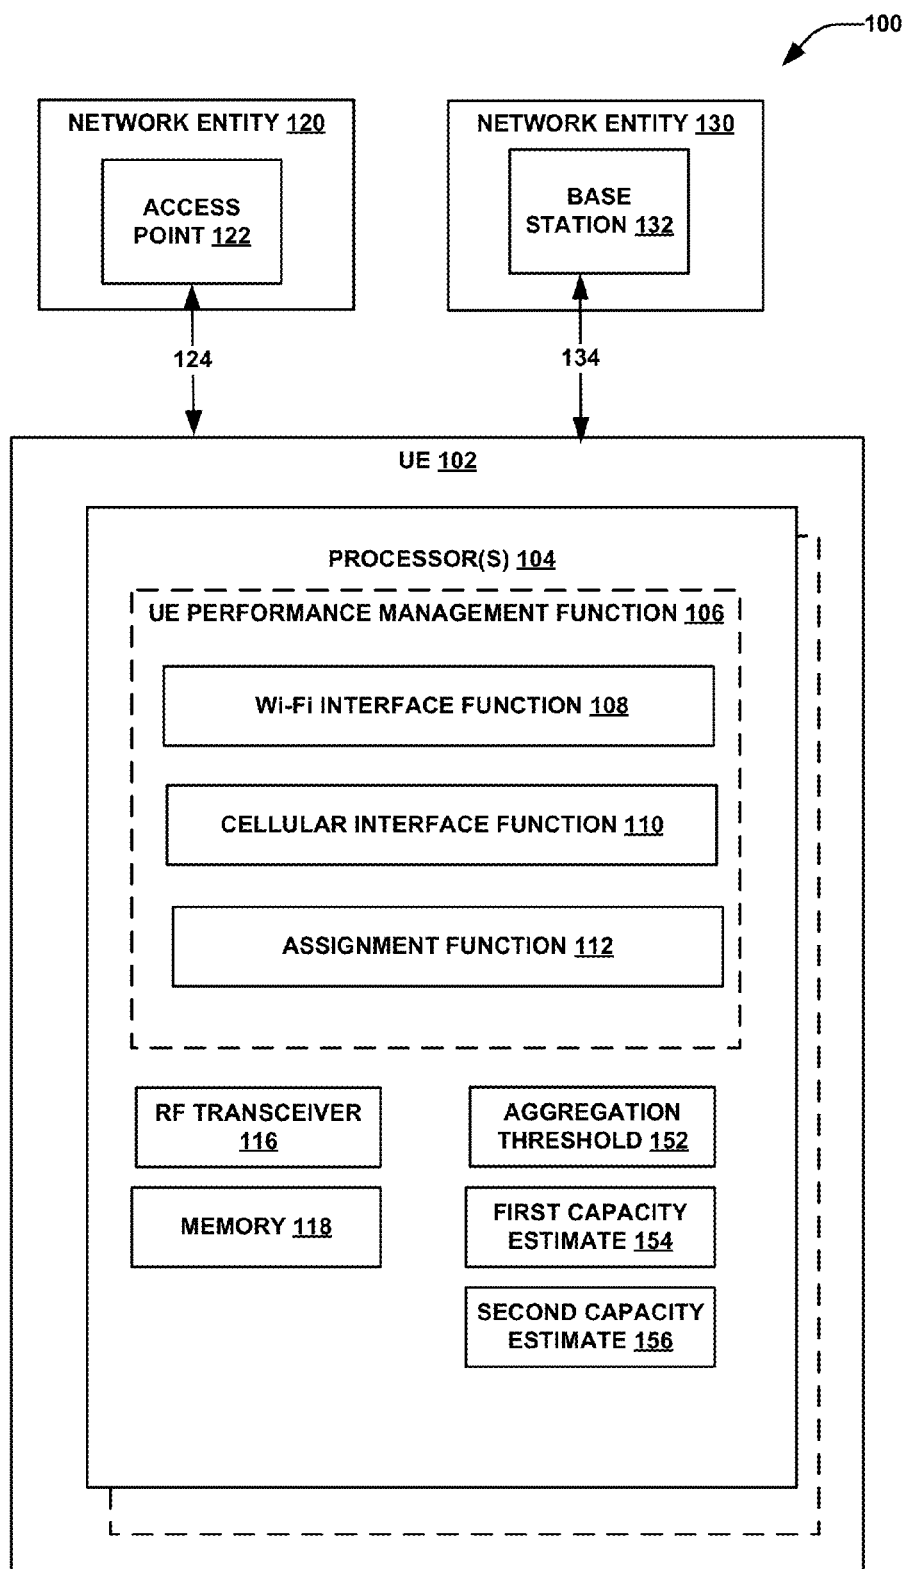 100
NETWORK ENTITY 120
ACCESS
POINT 122
NETWORK ENTITY 130
BASE
STATION 132
124
134
UE 102
PROCESSOR(S) 104
UE PERFORMANCE MANAGEMENT FUNCTION 106
Wi-Fi INTERFACE FUNCTION 108
CELLULAR INTERFACE FUNCTION 110
ASSIGNMENT FUNCTION 112
RF TRANSCEIVER
116
MEMORY 118
AGGREGATION
THRESHOLD 152
FIRST CAPACITY
ESTIMATE 154
SECOND CAPACITY
ESTIMATE 156